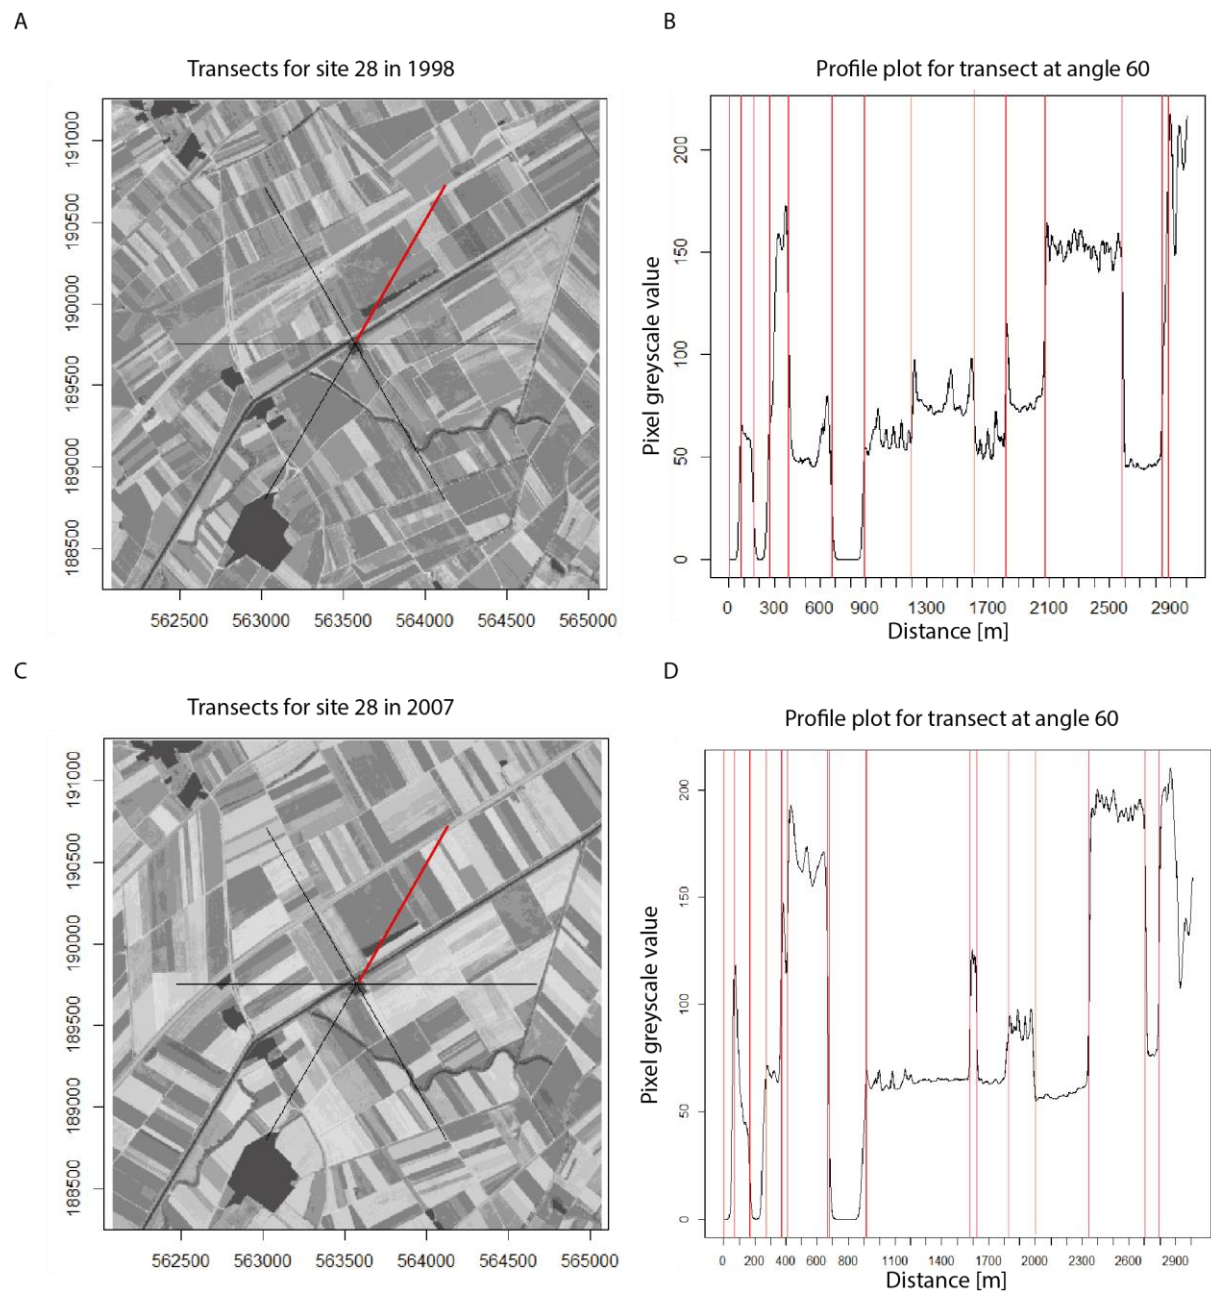 A
B
Transects for site 28 in 1998
Profile plot for transect at angle 60
191000
190500
190000
189500
189000
188500
562500 563000 563500 564000 564500 565000
Pixel greyscale value
200
150
100
50
0
0 300 600 900 1300 1700 2100 2500 2900
Distance [m]
C
D
Transects for site 28 in 2007
Profile plot for transect at angle 60
191000
190500
190000
189500
189000
188500
562500 563000 563500 564000 564500 565000
Pixel greyscale value
200
150
100
50
0
0 200 400 600 800 1100 1400 1700 2000 2300 2600 2900
Distance [m]